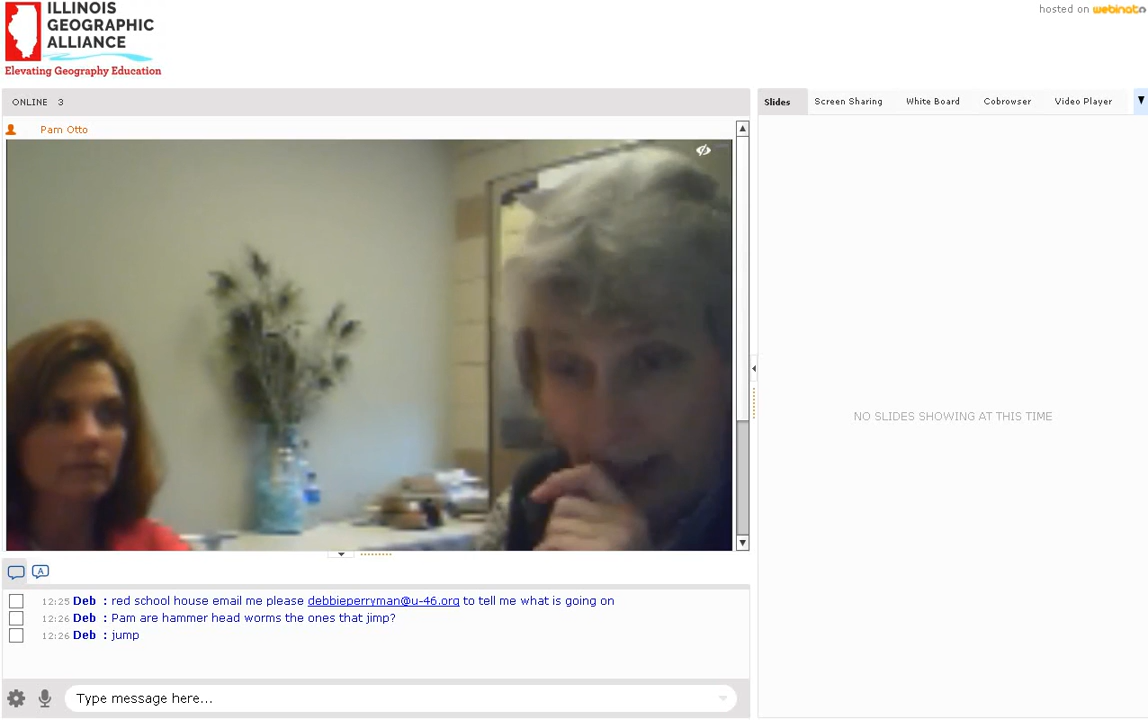 ILLINOIS
GEOGRAPHIC
ALLIANCE
Elevating Geography Education
hosted on webinato
ONLINE 3
Pam Otto
Slides Screen Sharing White Board Cobrowser Video Player
NO SLIDES SHOWING AT THIS TIME
A
12:25 Deb : red school house email me please debbieperryman@u-46.org to tell me what is going on
12:26 Deb : Pam are hammer head worms the ones that jimp?
12:26 Deb : jump
Type message here...